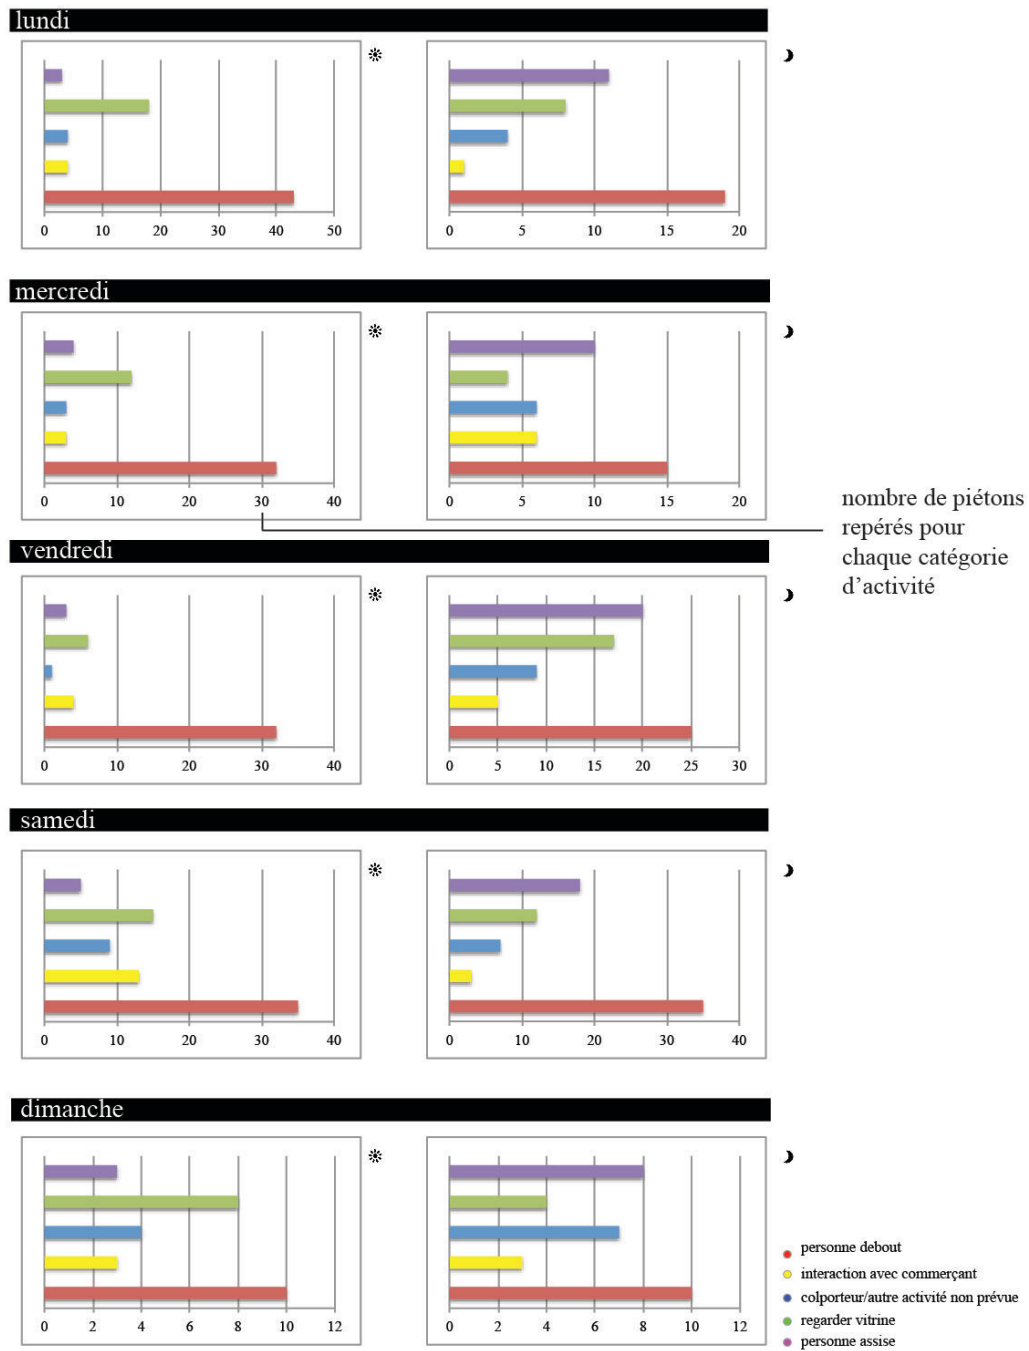 lundi
0 10 20 30 40 50
0 5 10 15 20
mercredi
0 10 20 30 40
0 5 10 15 20
nombre de piétons
repérés pour
chaque catégorie
d’activité
vendredi
0 10 20 30 40
0 5 10 15 20 25 30
samedi
0 10 20 30 40
0 10 20 30 40
dimanche
0 2 4 6 8 10 12
0 2 4 6 8 10 12
personne debout
interaction avec commerçant
colporteur/autre activité non prévue
regarder vitrine
personne assise